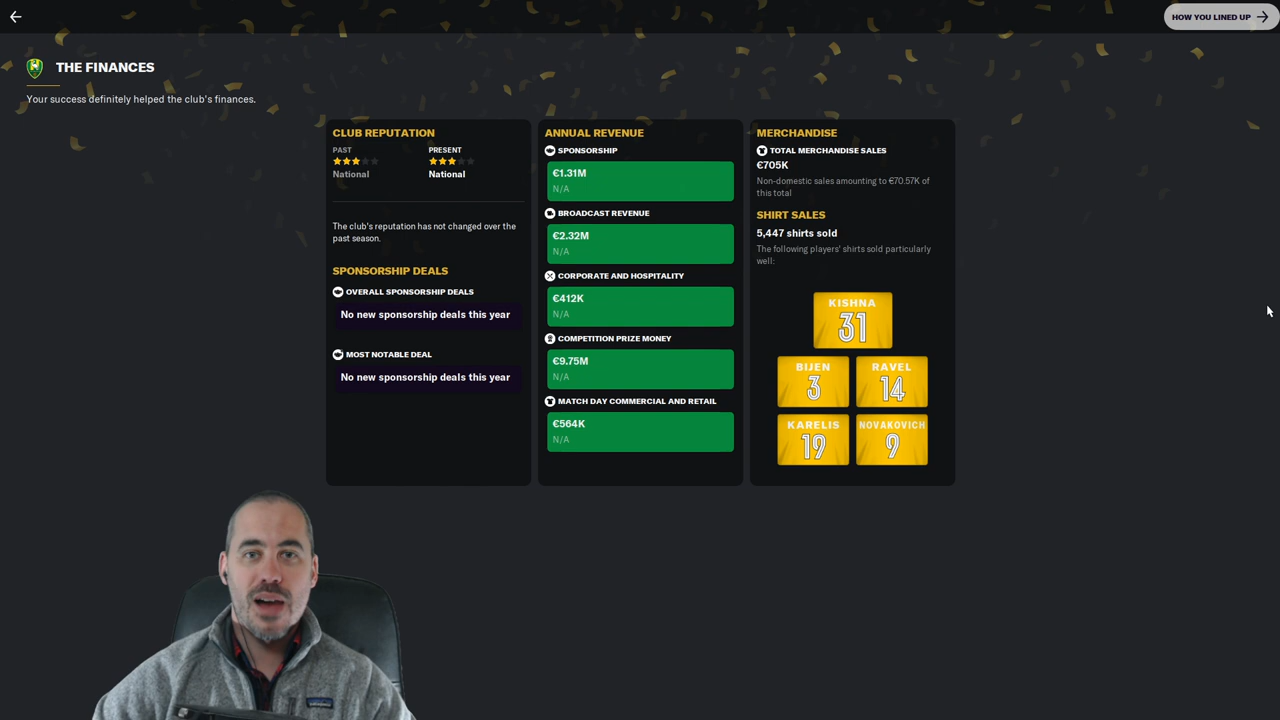 HOW YOU LINED UP
THE FINANCES
Your success definitely helped the club's finances.
CLUB REPUTATION
PAST
PRESENT
National
National
The club's reputation has not changed over the
past season.
SPONSORSHIP DEALS
OVERALL SPONSORSHIP DEALS
No new sponsorship deals this year
MOST NOTABLE DEAL
No new sponsorship deals this year
ANNUAL REVENUE
SPONSORSHIP
€1.31M
N/A
BROADCAST REVENUE
€2.32M
N/A
CORPORATE AND HOSPITALITY
€412K
N/A
COMPETITION PRIZE MONEY
€9.75M
N/A
MATCH DAY COMMERCIAL AND RETAIL
€564K
N/A
MERCHANDISE
TOTAL MERCHANDISE SALES
€705K
Non-domestic sales amounting to €70.57K of
this total
SHIRT SALES
5,447 shirts sold
The following players' shirts sold particularly
well:
KISHNA
31
BIJEN
3
RAVEL
14
KARELIS
19
NOVAKOVICH
9
patagonia